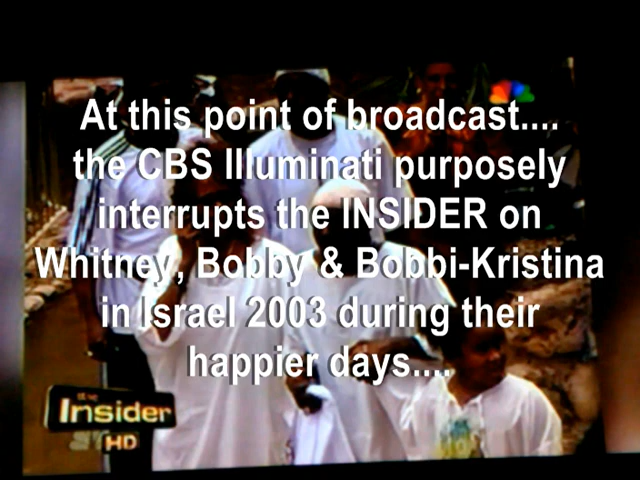 At this point of broadcast....
the CBS Illuminati purposely
interrupts the INSIDER on
Whitney, Bobby & Bobbi-Kristina
in Israel 2003 during their
happier days....
the
Insider
HD